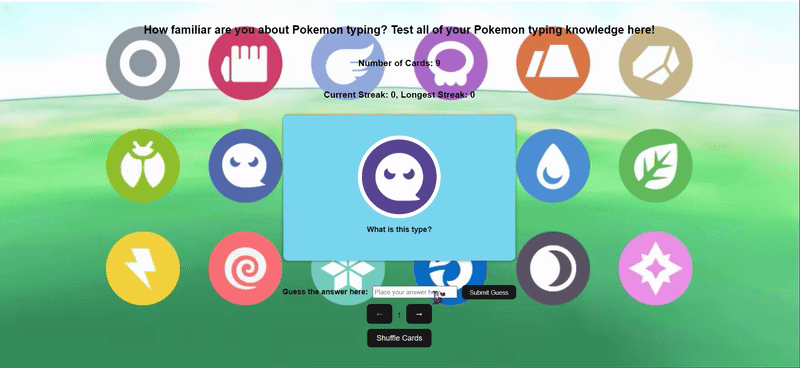 How familiar are you about Pokemon typing? Test all of your Pokemon typing knowledge here!
Number of Cards: 9
Current Streak: 0, Longest Streak: 0
What is this type?
Guess the answer here: Place your answer here Submit Guess
← 1 →
Shuffle Cards